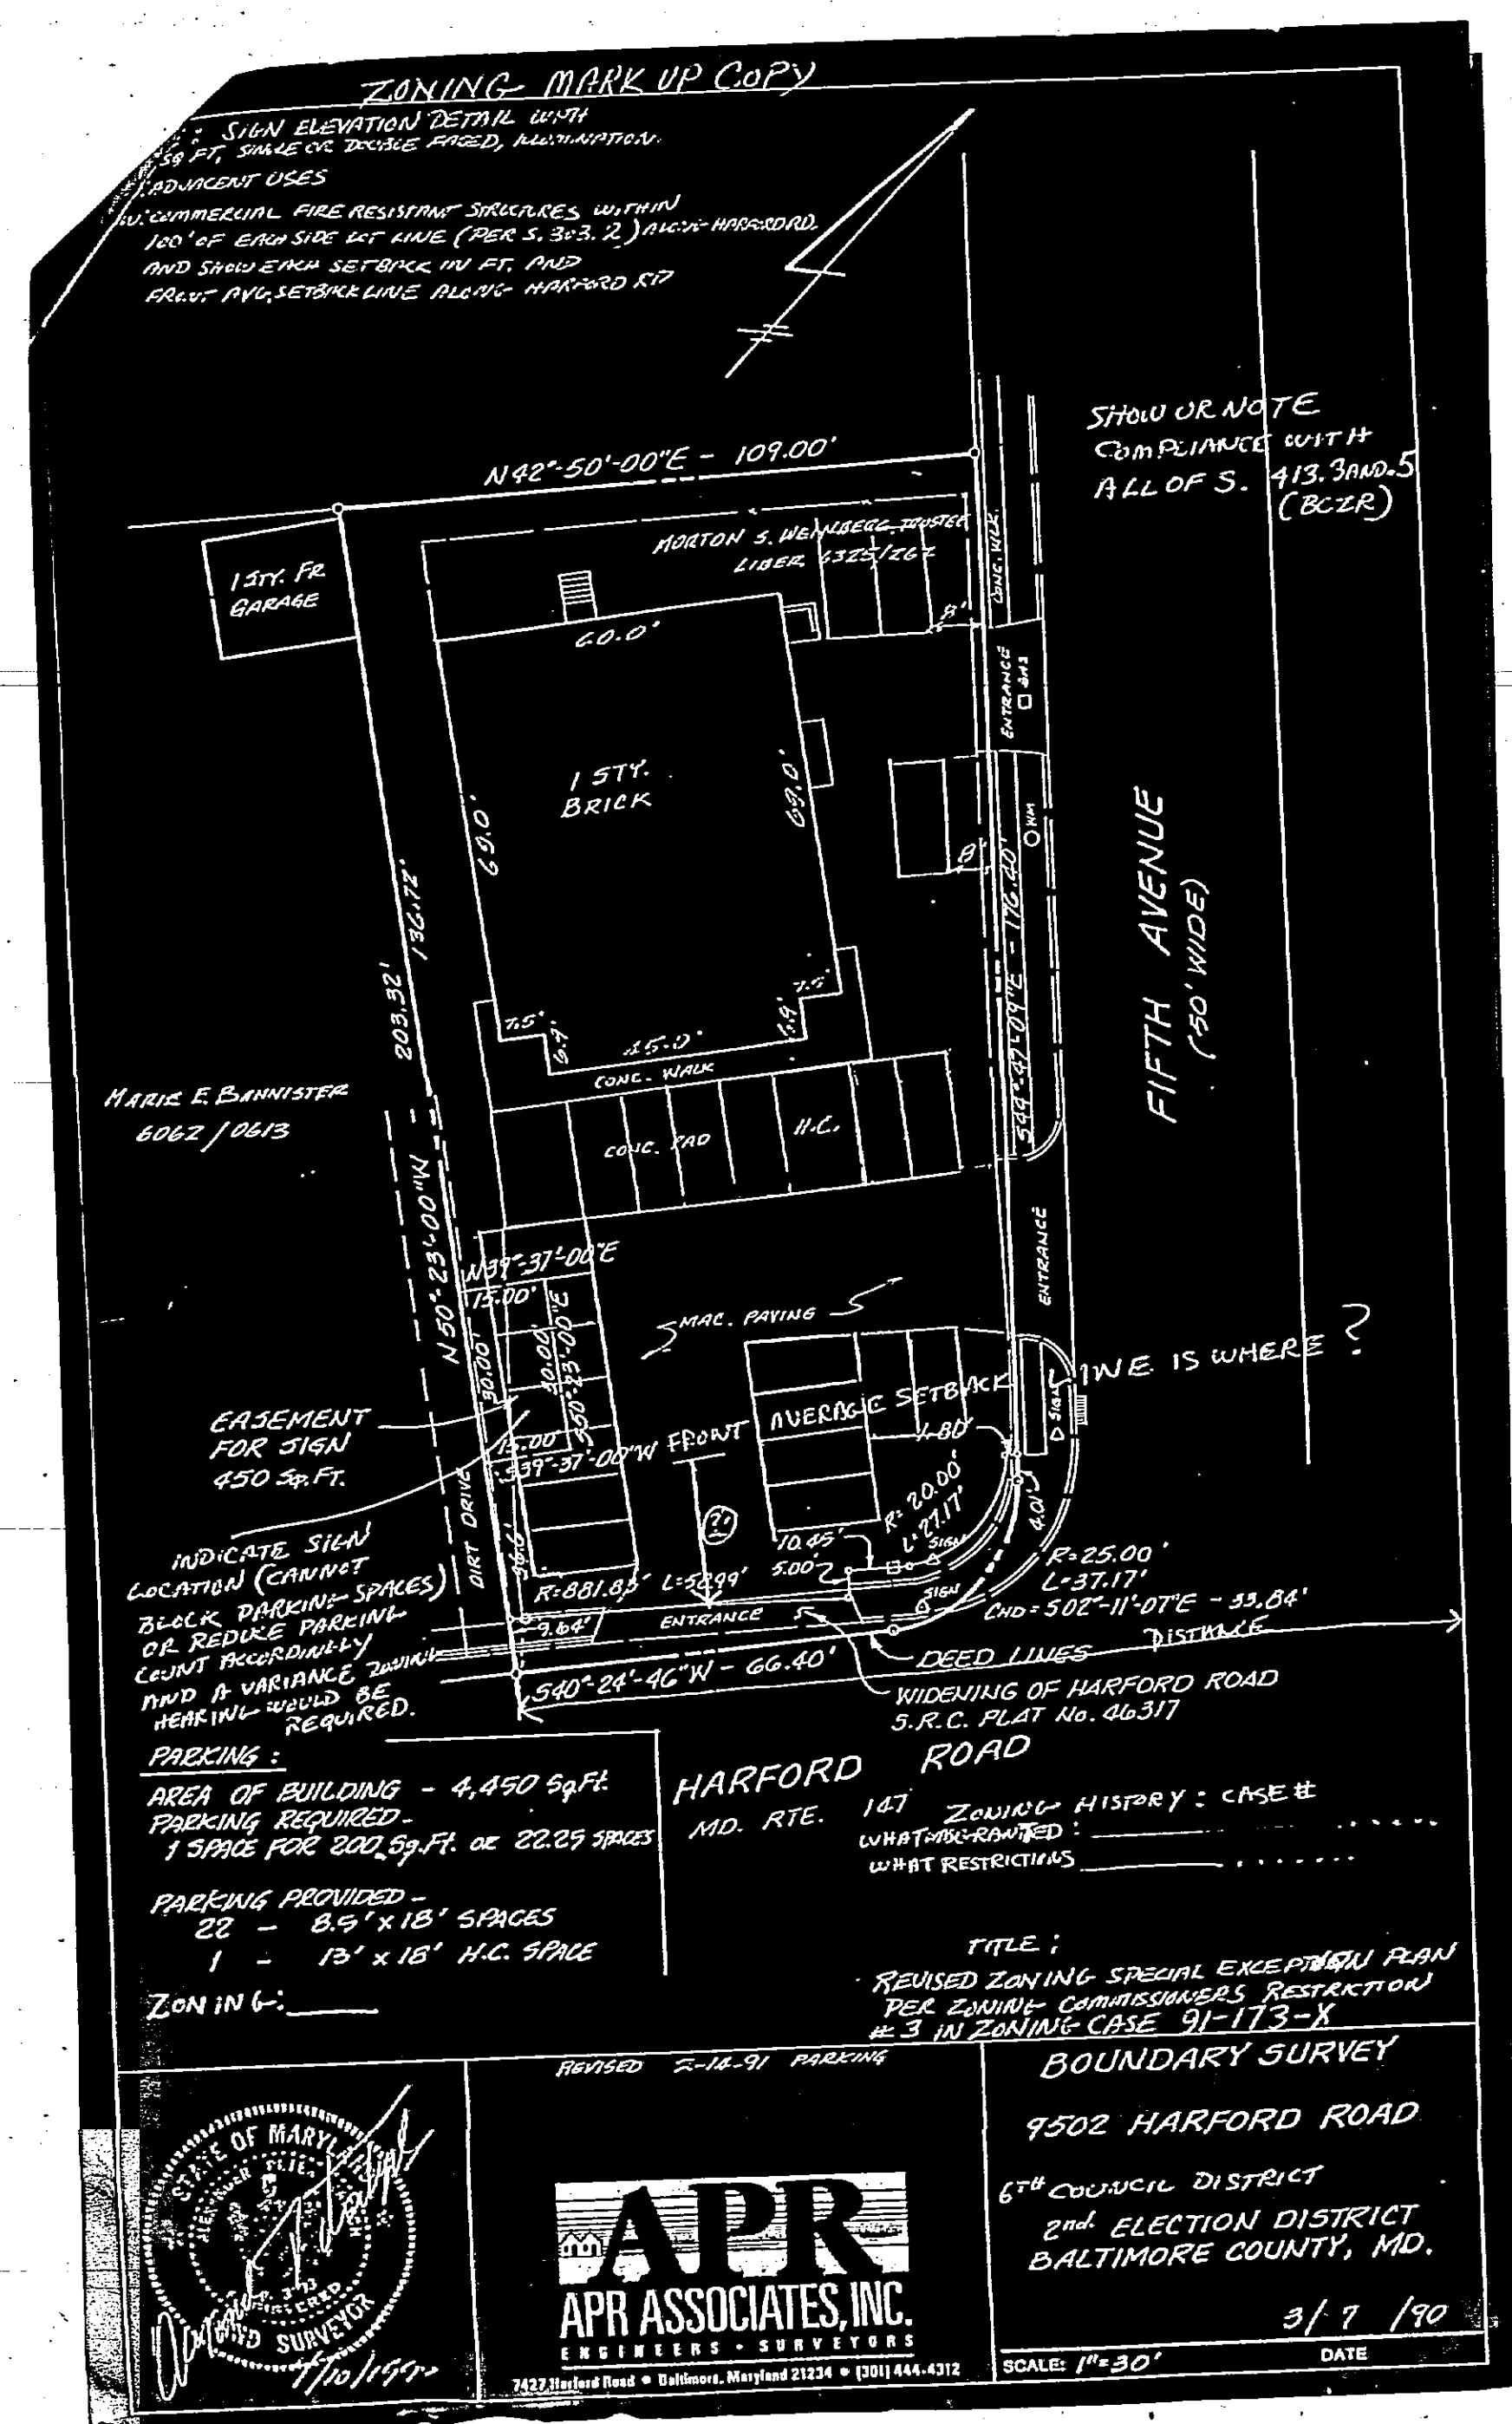 ZONING MARK UP COPY
SIGN ELEVATION DETAIL WITH
SQ FT, SINGLE OR DOUBLE FACED, ILLUMINATION.
ADJACENT USES
COMMERCIAL FIRE RESISTANT STRUCTURES WITHIN
100' OF EACH SIDE LOT LINE (PER S. 303.2) ALONG HARFORD RD.
AND SHOW EACH SETBACK IN FT. AND
FRONT AVG. SETBACK LINE ALONG HARFORD RD
SHOW OR NOTE
COMPLIANCE WITH
ALL OF S. 413.3 AND .5
(BCZR)
N42°-50'-00"E - 109.00'
MORTON S. WEINBERG TRUSTEE
LIBER 6325/267
1 STY. FR
GARAGE
CONC. WLK.
8'
60.0'
ENTRANCE
1 STY.
BRICK
69.0'
69.0'
8'
S49°-47'-09"E - 176.40'
FIFTH AVENUE
(50' WIDE)
136.72'
203.32'
N50°-23'-00"W
7.5'
6.9'
45.0'
6.9'
7.5'
CONC. WALK
MARIE E. BANNISTER
6062/0613
CONC. PAD
H.C.
ENTRANCE
N39°-37'-00"E
15.00'
30.00'
30.00'
S50°-23'-00"E
15.00'
S39°-37'-00"W
MAC. PAVING
FRONT AVERAGE SETBACK LINE IS WHERE ?
SIGN
EASEMENT
FOR SIGN
450 Sq.FT.
4.80'
R=20.00'
L=27.17'
4.01'
DIRT DRIVE
36.6'
?
10.45'
5.00'
SIGN
SIGN
R=25.00'
L=37.17'
CHD=S02°-11'-07"E - 33.84'
R=881.83' L=52.99'
9.64'
ENTRANCE
INDICATE SIGN
LOCATION (CANNOT
BLOCK PARKING SPACES)
OR REDUCE PARKING
COUNT ACCORDINGLY
AND A VARIANCE ZONING
HEARING WOULD BE
REQUIRED.
DISTANCE
DEED LINES
S40°-24'-46"W - 66.40'
WIDENING OF HARFORD ROAD
S.R.C. PLAT No. 46317
HARFORD ROAD
MD. RTE. 147
PARKING:
AREA OF BUILDING - 4,450 Sq.Ft.
PARKING REQUIRED -
1 SPACE FOR 200 Sq.Ft. OR 22.25 SPACES
PARKING PROVIDED -
22 - 8.5' x 18' SPACES
1 - 13' x 18' H.C. SPACE
ZONING:
ZONING HISTORY: CASE #
WHAT WAS GRANTED:
WHAT RESTRICTIONS
TITLE:
REVISED ZONING SPECIAL EXCEPTION PLAN
PER ZONING COMMISSIONERS RESTRICTION
# 3 IN ZONING CASE 91-173-X
REVISED 2-14-91 PARKING
STATE OF MARYLAND
REGISTERED
LAND SURVEYOR
APR
APR ASSOCIATES, INC.
ENGINEERS • SURVEYORS
7427 Harford Road • Baltimore, Maryland 21234 • (301) 444-4312
BOUNDARY SURVEY
9502 HARFORD ROAD
6TH COUNCIL DISTRICT
2nd. ELECTION DISTRICT
BALTIMORE COUNTY, MD.
3/7/90
SCALE: 1"=30'
DATE